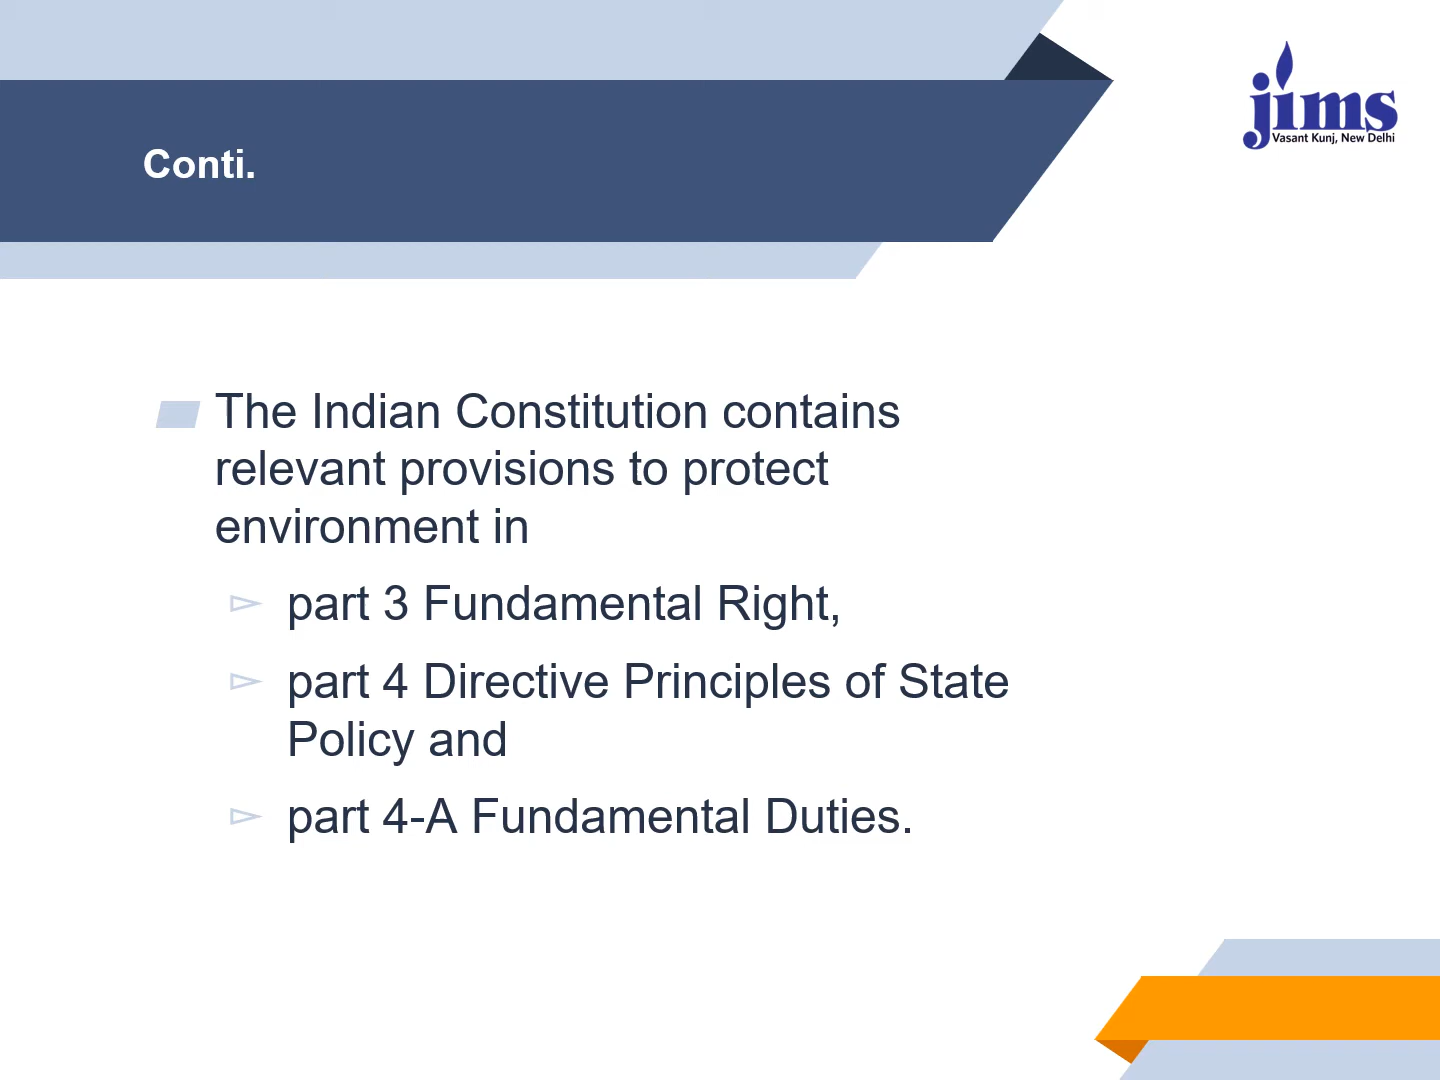 jims
Vasant Kunj, New Delhi
Conti.
The Indian Constitution contains
relevant provisions to protect
environment in
part 3 Fundamental Right,
part 4 Directive Principles of State
Policy and
part 4-A Fundamental Duties.